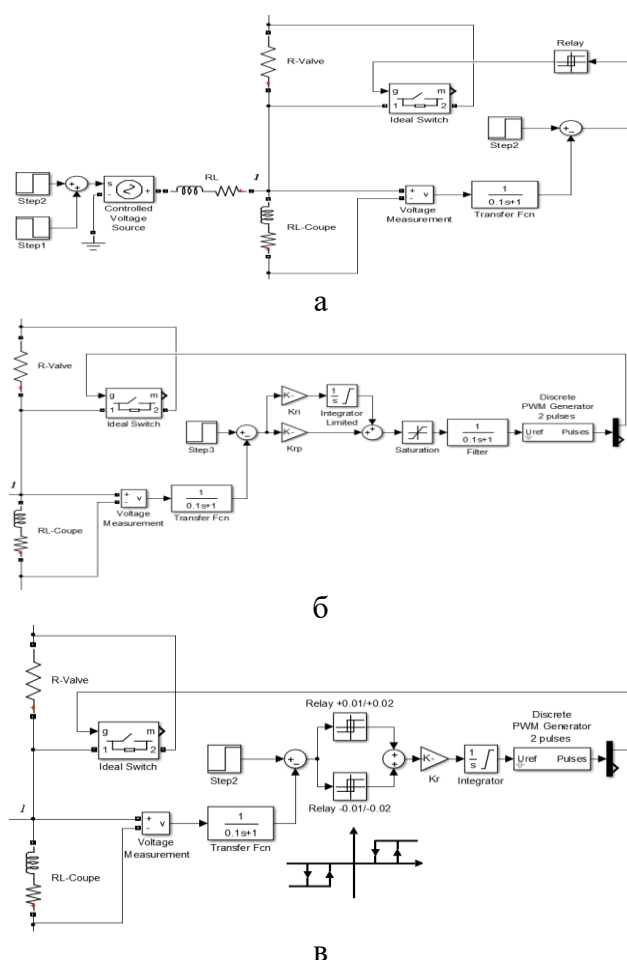 R-Valve
Relay
g m
1 2
Ideal Switch
Step2
+
-
Step2
+
+
s
-
+
Controlled
Voltage
Source
Step1
RL
1
+
-
v
Voltage
Measurement
1
0.1s+1
Transfer Fcn
RL-Coupe
а
R-Valve
g m
1 2
Ideal Switch
Step3
+
-
K-
Kri
1
s
Integrator
Limited
K-
Krp
+
+
Saturation
1
0.1s+1
Filter
Discrete
PWM Generator
2 pulses
Uref Pulses
1
+
-
v
Voltage
Measurement
1
0.1s+1
Transfer Fcn
RL-Coupe
б
R-Valve
g m
1 2
Ideal Switch
Step2
+
-
Relay +0.01/+0.02
Relay -0.01/-0.02
+
+
K-
Kr
1
s
Integrator
Discrete
PWM Generator
2 pulses
Uref Pulses
1
+
-
v
Voltage
Measurement
1
0.1s+1
Transfer Fcn
RL-Coupe
в